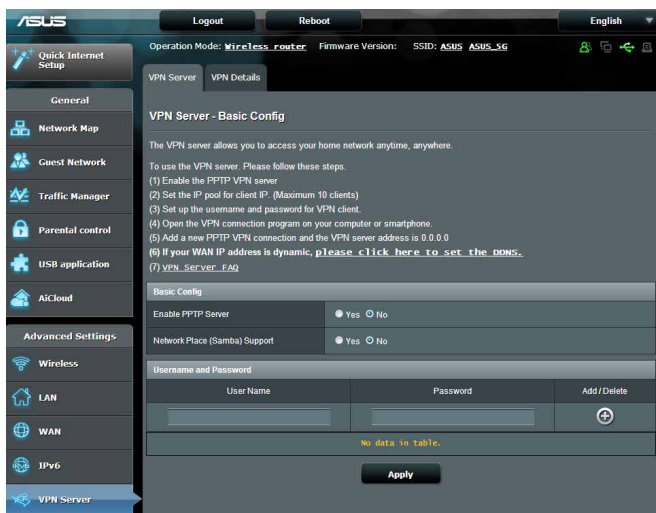 ASUS
Logout
Reboot
English
Quick Internet Setup
Operation Mode: Wireless router Firmware Version: SSID: ASUS ASUS_5G
VPN Server
VPN Details
General
Network Map
Guest Network
Traffic Manager
Parental control
USB application
AiCloud
Advanced Settings
Wireless
LAN
WAN
IPv6
VPN Server
VPN Server - Basic Config
The VPN server allows you to access your home network anytime, anywhere.
To use the VPN server. Please follow these steps.
(1) Enable the PPTP VPN server
(2) Set the IP pool for client IP. (Maximum 10 clients)
(3) Set up the username and password for VPN client.
(4) Open the VPN connection program on your computer or smartphone.
(5) Add a new PPTP VPN connection and the VPN server address is 0.0.0.0
(6) If your WAN IP address is dynamic, please click here to set the DDNS.
(7) VPN Server FAQ
Basic Config
Enable PPTP Server Yes No
Network Place (Samba) Support Yes No
Username and Password
User Name Password Add / Delete
No data in table.
Apply